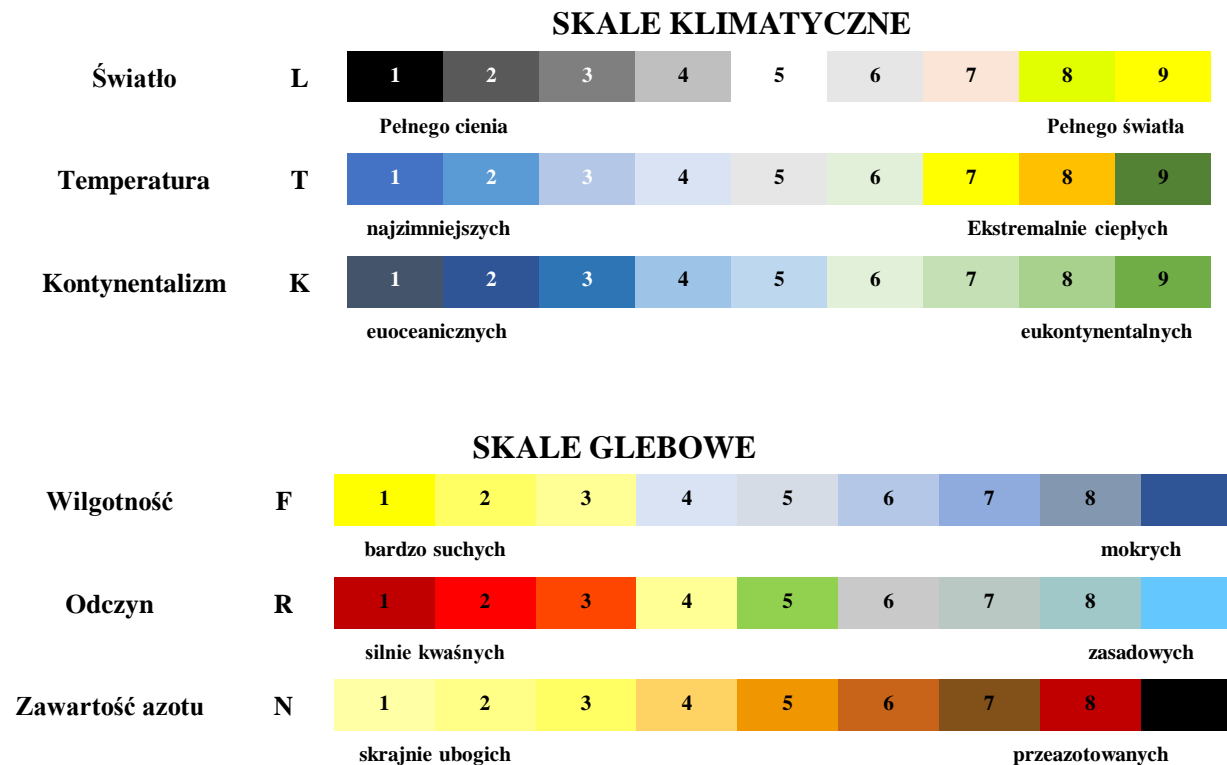 SKALE KLIMATYCZNE
Światło L 1 2 3 4 5 6 7 8 9
Pełnego cienia Pełnego światła
Temperatura T 1 2 3 4 5 6 7 8 9
najzimniejszych Ekstremalnie ciepłych
Kontynentalizm K 1 2 3 4 5 6 7 8 9
euoceanicznych eukontynentalnych
SKALE GLEBOWE
Wilgotność F 1 2 3 4 5 6 7 8
bardzo suchych mokrych
Odczyn R 1 2 3 4 5 6 7 8
silnie kwaśnych zasadowych
Zawartość azotu N 1 2 3 4 5 6 7 8
skrajnie ubogich przeazotowanych